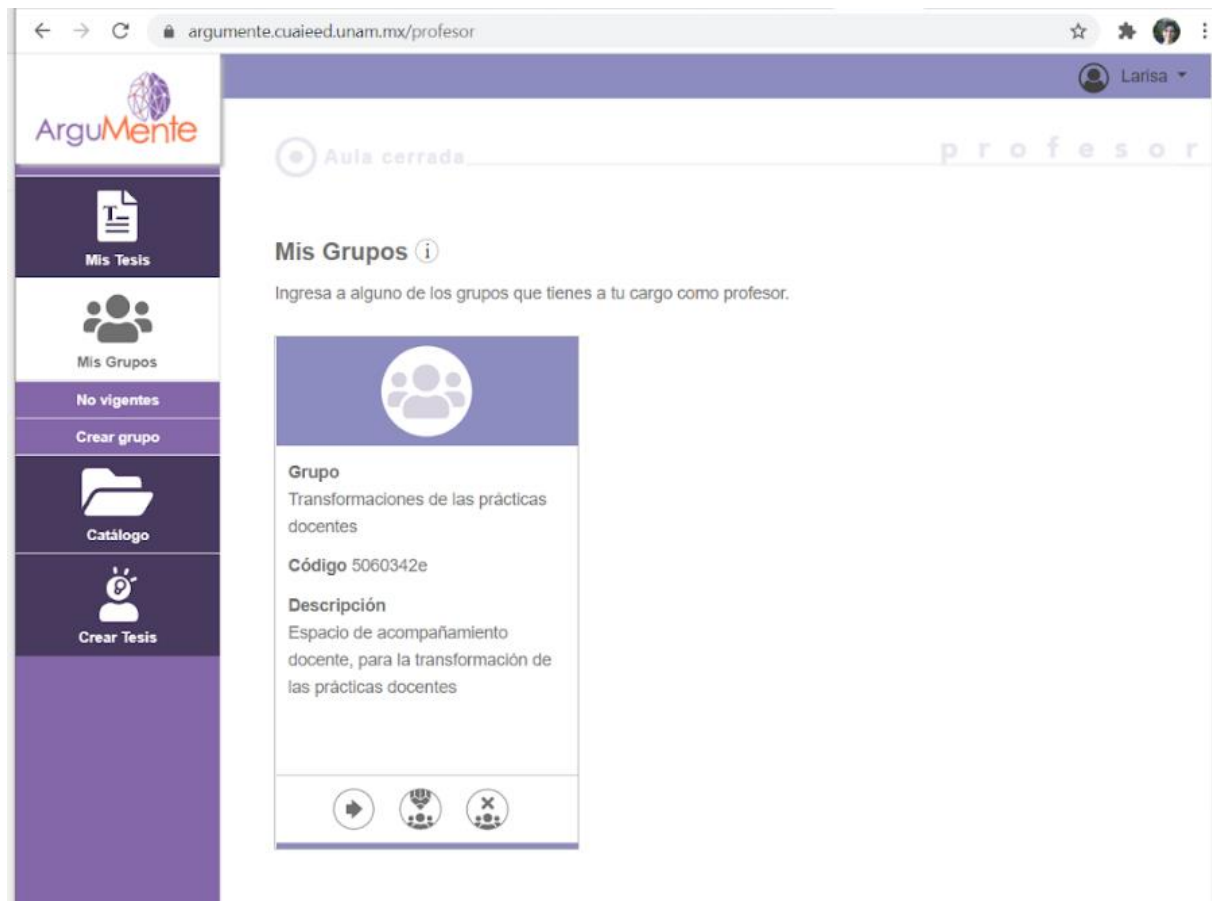 argumente.cuaieed.unam.mx/profesor
Larisa
ArguMente
Aula cerrada
profesor
Mis Tesis
Mis Grupos
No vigentes
Crear grupo
Catálogo
Crear Tesis
Mis Grupos i
Ingresa a alguno de los grupos que tienes a tu cargo como profesor.
Grupo
Transformaciones de las prácticas
docentes
Código 5060342e
Descripción
Espacio de acompañamiento
docente, para la transformación de
las prácticas docentes